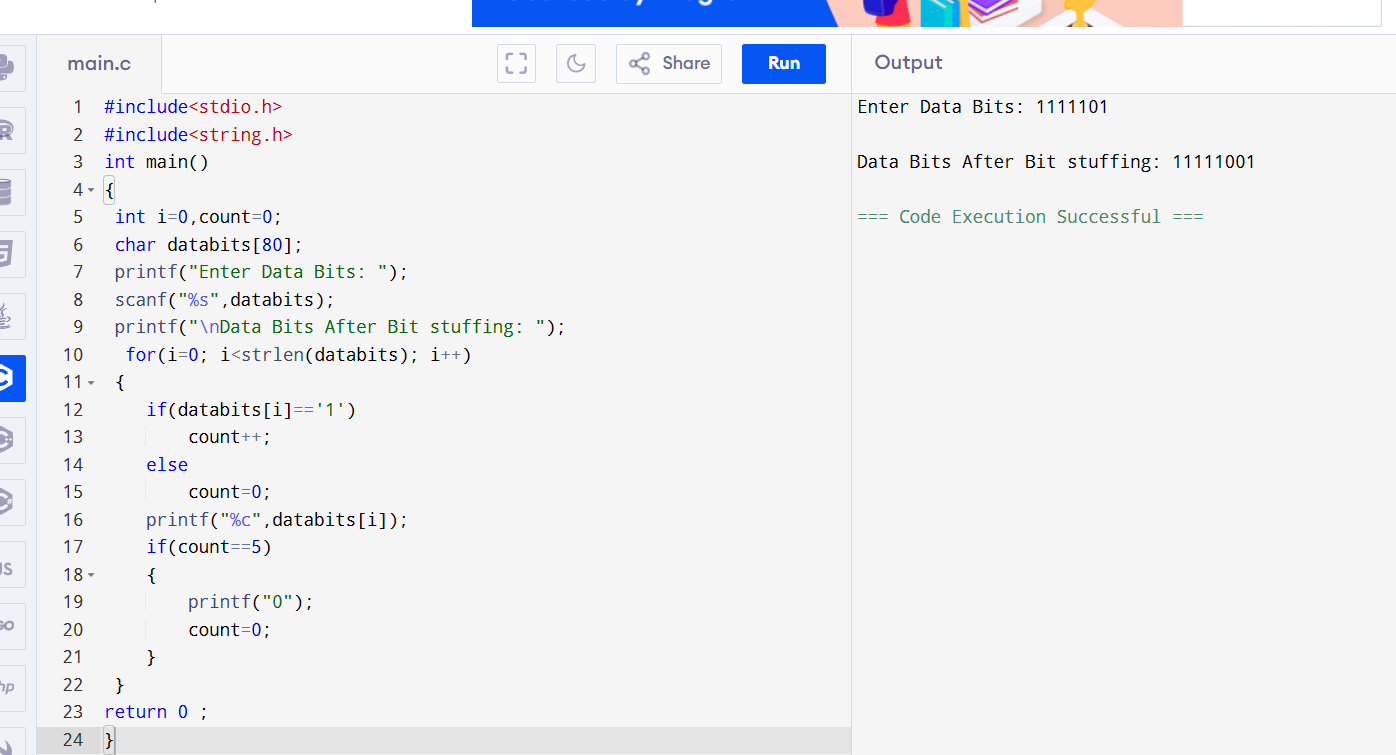 main.c
Share
Run
Output
1 #include<stdio.h>
2 #include<string.h>
3 int main()
4 {
5 int i=0,count=0;
6 char databits[80];
7 printf("Enter Data Bits: ");
8 scanf("%s",databits);
9 printf("\nData Bits After Bit stuffing: ");
10 for(i=0; i<strlen(databits); i++)
11 {
12 if(databits[i]=='1')
13 count++;
14 else
15 count=0;
16 printf("%c",databits[i]);
17 if(count==5)
18 {
19 printf("0");
20 count=0;
21 }
22 }
23 return 0 ;
24 }
Enter Data Bits: 1111101
Data Bits After Bit stuffing: 11111001
=== Code Execution Successful ===